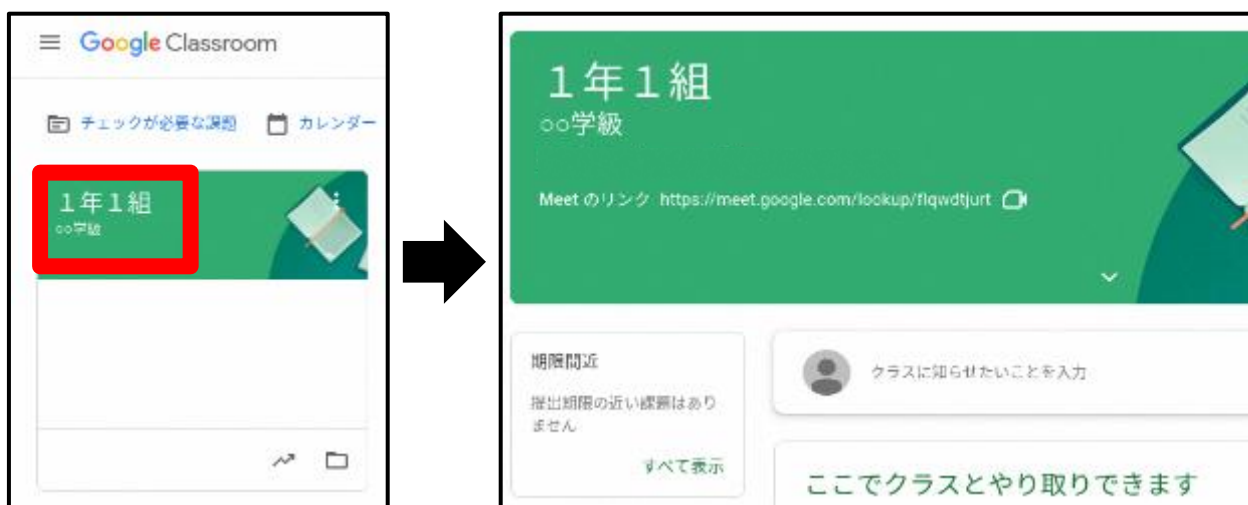 Google Classroom
チェックが必要な課題 カレンダー
1年1組
○○学級
1年1組
○○学級
Meet のリンク https://meet.google.com/lookup/flqwdtjurt
期限間近
提出期限の近い課題はあり
ません
すべて表示
クラスに知らせたいことを入力
ここでクラスとやり取りできます